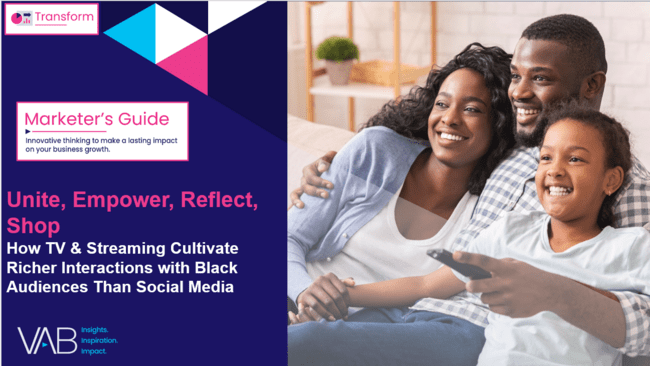 Transform
Marketer's Guide
Innovative thinking to make a lasting impact
on your business growth.
Unite, Empower, Reflect,
Shop
How TV & Streaming Cultivate
Richer Interactions with Black
Audiences Than Social Media
VAB
Insights.
Inspiration.
Impact.